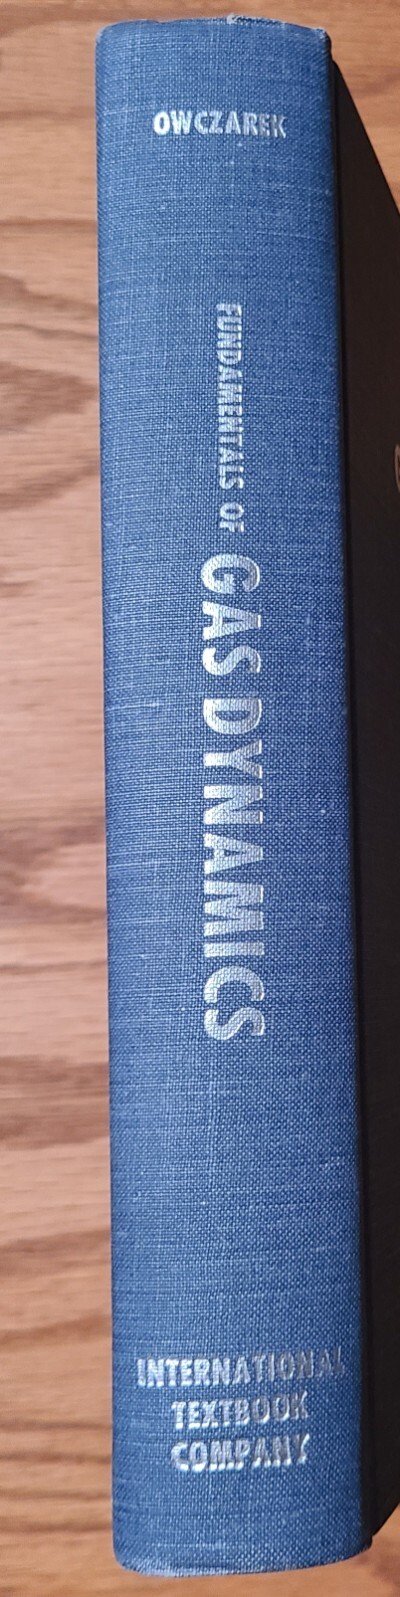 OWCZAREK
FUNDAMENTALS OF GAS DYNAMICS
INTERNATIONAL
TEXTBOOK
COMPANY